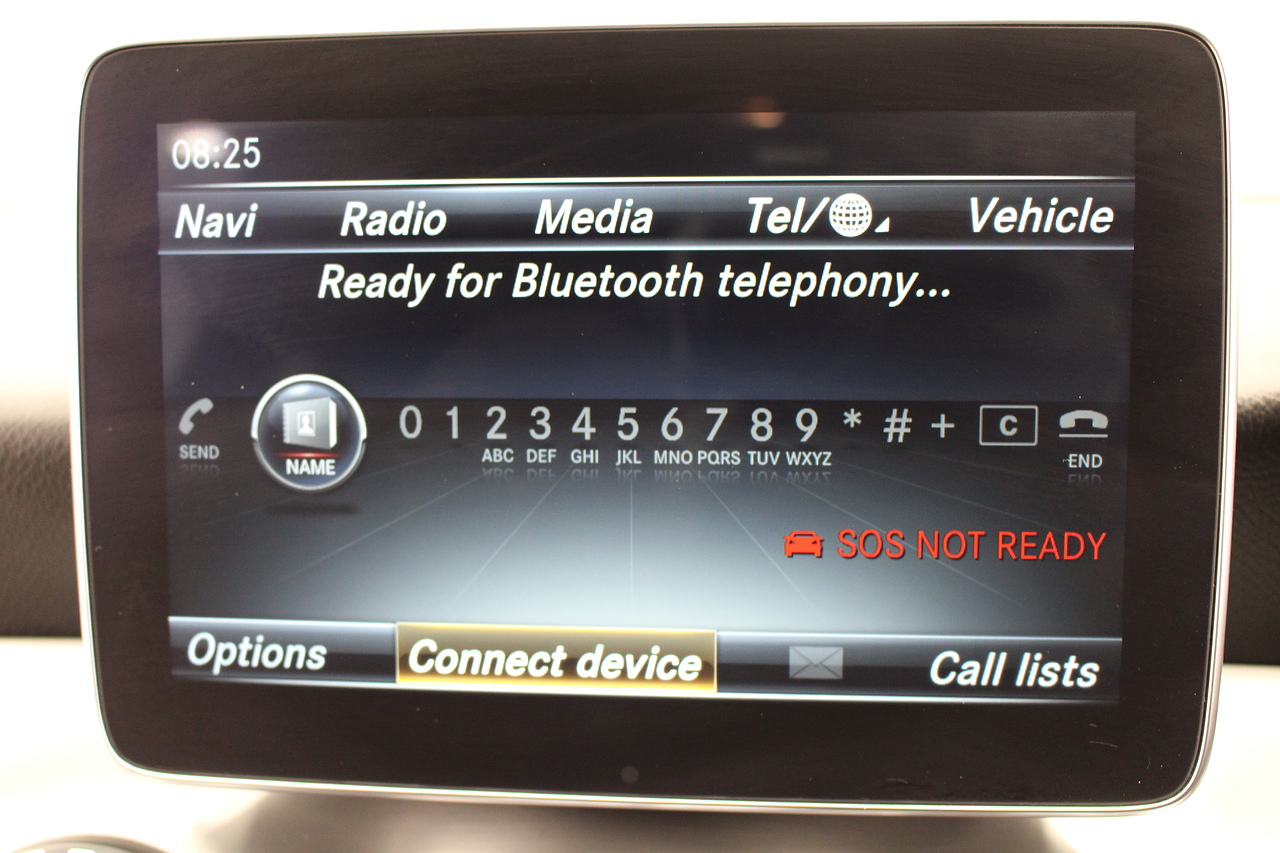 08:25
Navi Radio Media Tel/ Vehicle
Ready for Bluetooth telephony...
0 1 2 3 4 5 6 7 8 9 * # + C
SEND NAME ABC DEF GHI JKL MNO PQRS TUV WXYZ END
SOS NOT READY
Options Connect device Call lists